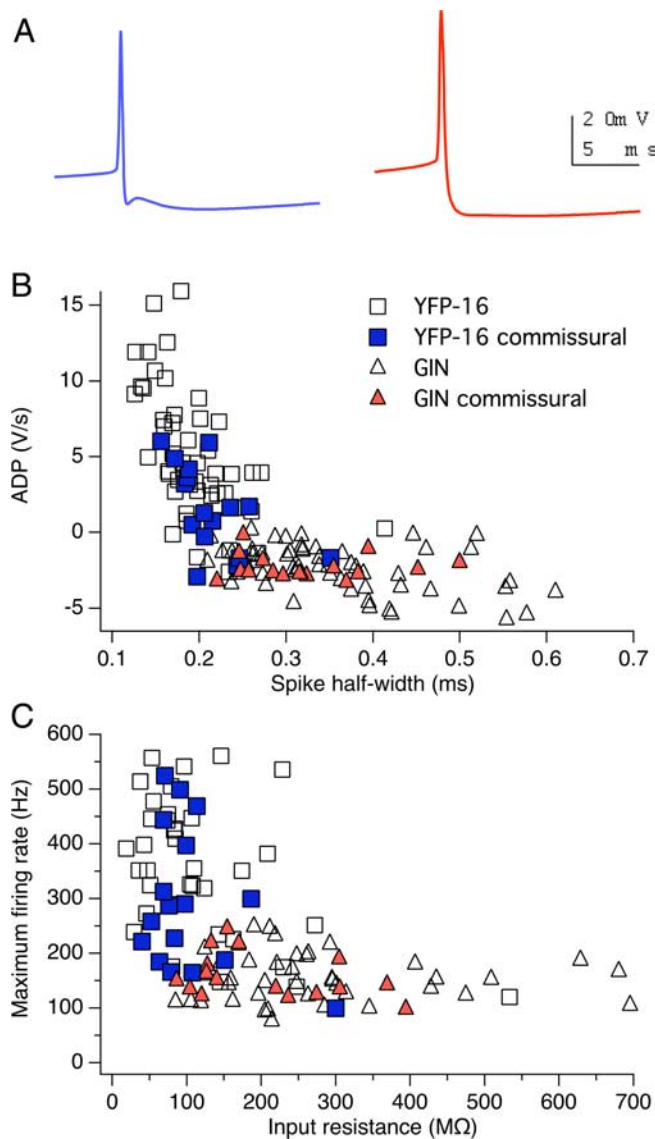 A
2 0m V
5 m s
B
YFP-16
YFP-16 commissural
GIN
GIN commissural
15
10
5
0
-5
ADP (V/s)
0.1 0.2 0.3 0.4 0.5 0.6 0.7
Spike half-width (ms)
C
600
500
400
300
200
100
0
Maximum firing rate (Hz)
0 100 200 300 400 500 600 700
Input resistance (MΩ)